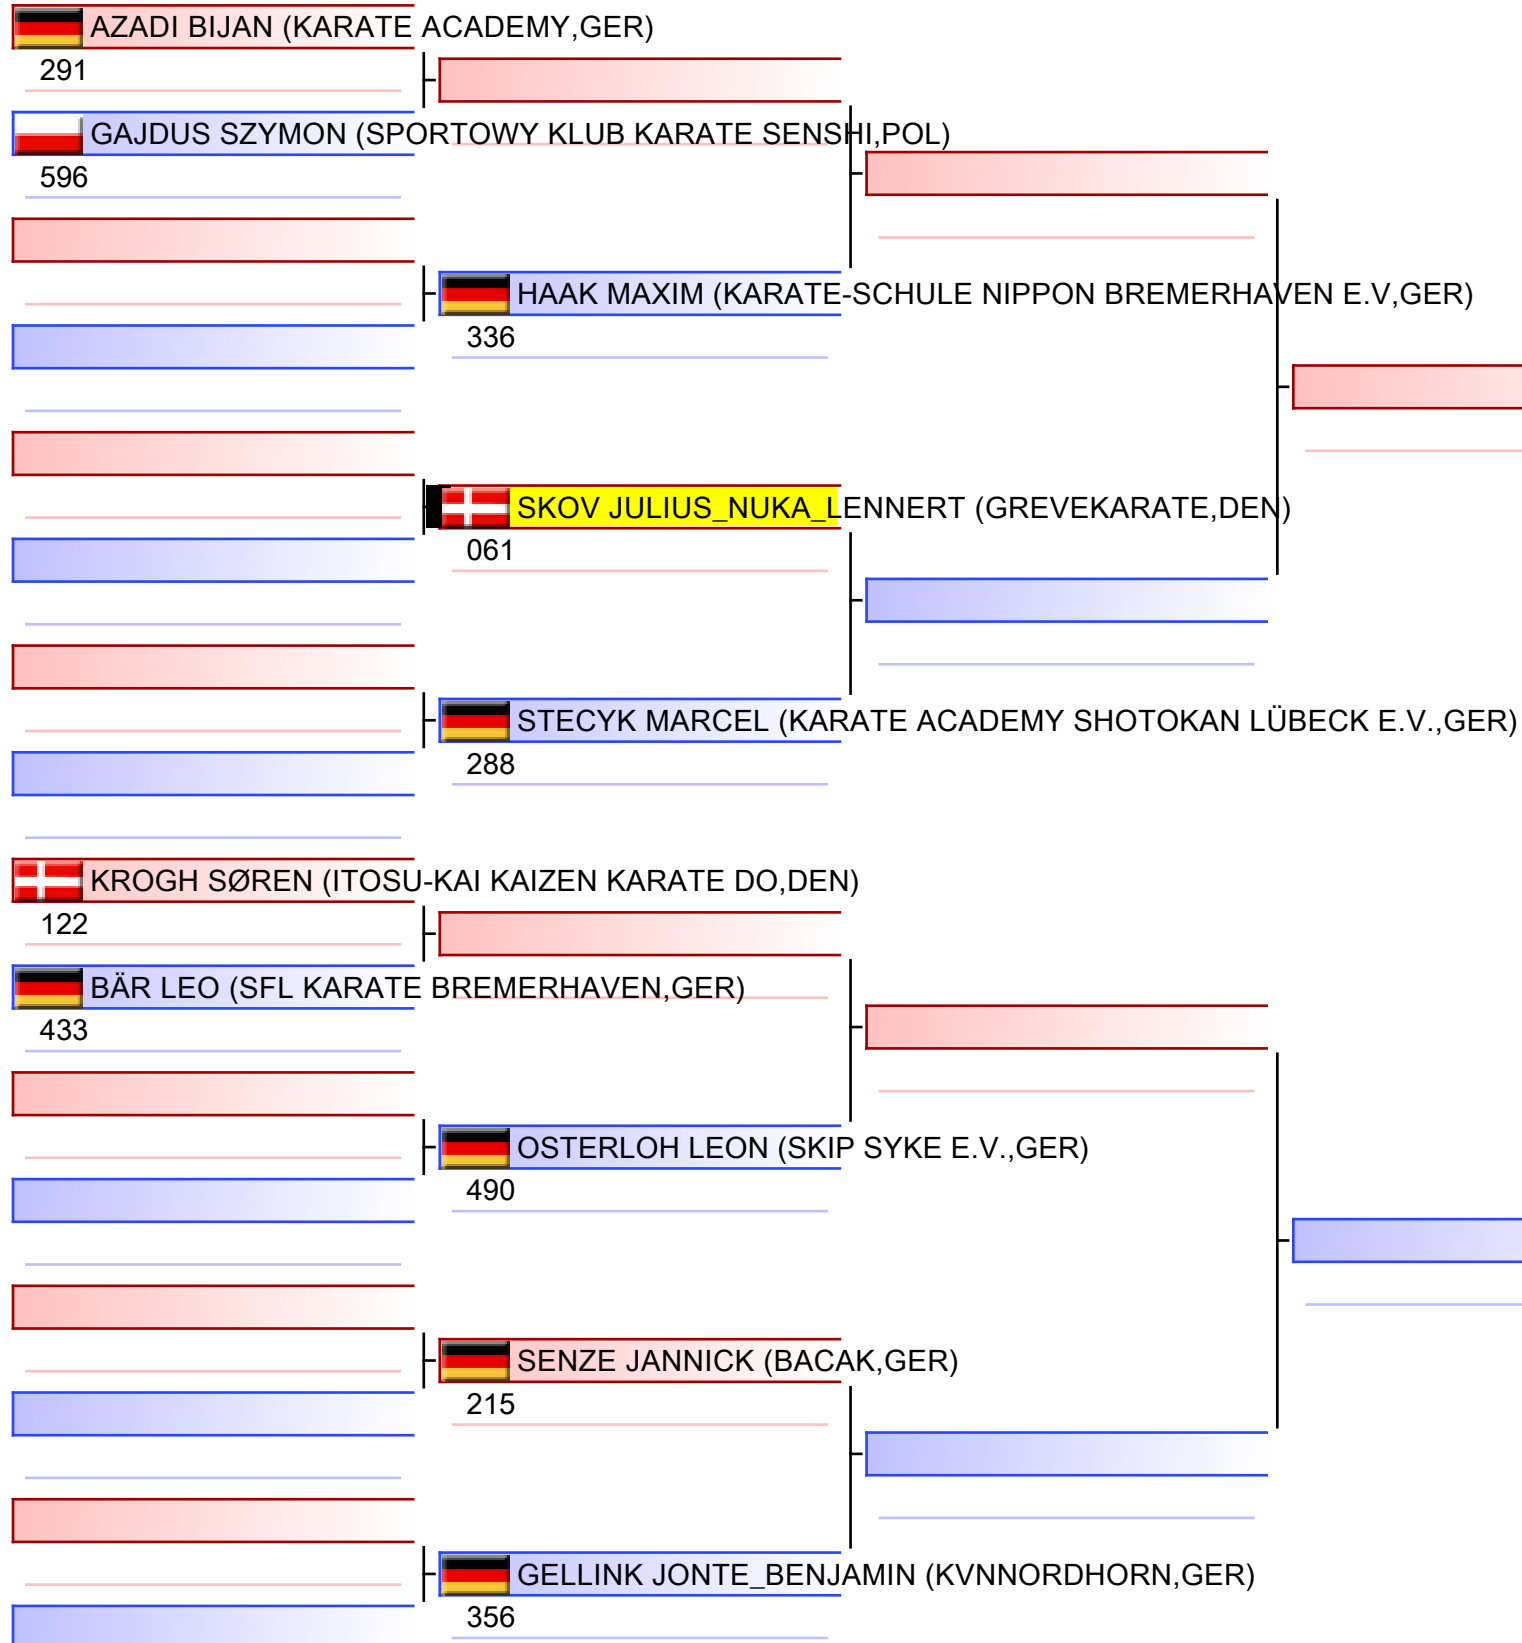 AZADI BIJAN (KARATE ACADEMY,GER)
291
GAJDUS SZYMON (SPORTOWY KLUB KARATE SENSHI,POL)
596
HAAK MAXIM (KARATE-SCHULE NIPPON BREMERHAVEN E.V,GER)
336
SKOV JULIUS_NUKA_LENNERT (GREVEKARATE,DEN)
061
STECYK MARCEL (KARATE ACADEMY SHOTOKAN LÜBECK E.V.,GER)
288
KROGH SØREN (ITOSU-KAI KAIZEN KARATE DO,DEN)
122
BÄR LEO (SFL KARATE BREMERHAVEN,GER)
433
OSTERLOH LEON (SKIP SYKE E.V.,GER)
490
SENZE JANNICK (BACAK,GER)
215
GELLINK JONTE_BENJAMIN (KVNNORDHORN,GER)
356